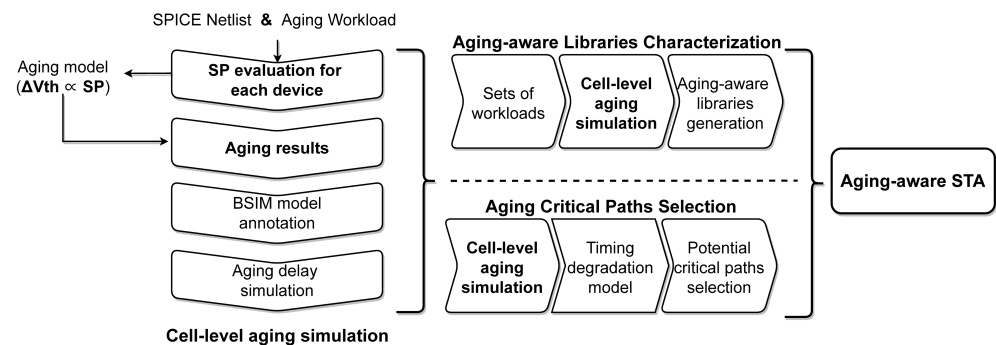 SPICE Netlist & Aging Workload
Aging model
(ΔVth ∝ SP)
SP evaluation for
each device
Aging results
BSIM model
annotation
Aging delay
simulation
Cell-level aging simulation
Aging-aware Libraries Characterization
Sets of
workloads
Cell-level
aging
simulation
Aging-aware
libraries
generation
Aging Critical Paths Selection
Cell-level
aging
simulation
Timing
degradation
model
Potential
critical paths
selection
Aging-aware STA